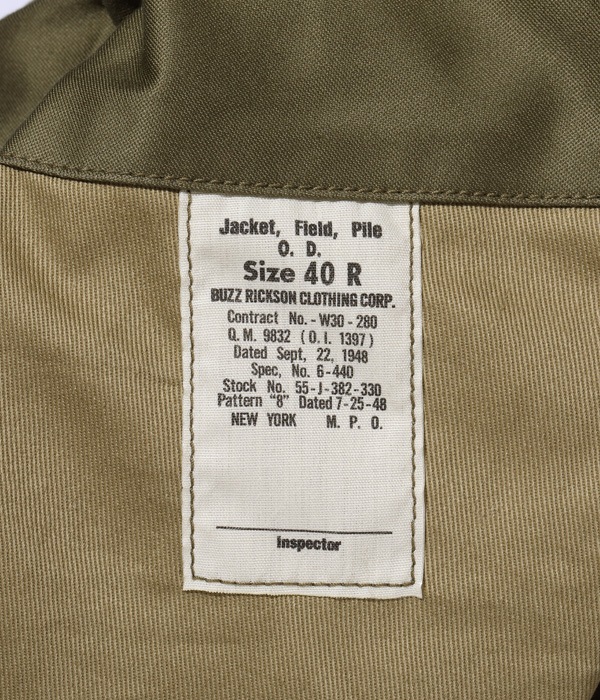 Jacket, Field, Pile
O. D.
Size 40 R
BUZZ RICKSON CLOTHING CORP.
Contract No. - W30 - 280
Q. M. 9832 ( O. I. 1397 )
Dated Sept, 22, 1948
Spec, No. 6-440
Stock No. 55-J-382-330
Pattern “8” Dated 7-25-48
NEW YORK M. P. O.
Inspector